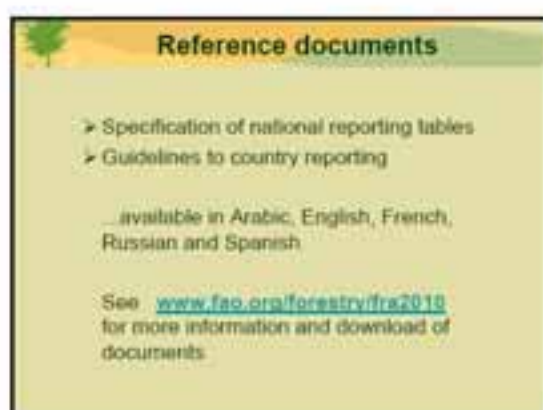 Reference documents
➢ Specification of national reporting tables
➢ Guidelines to country reporting
...available in Arabic, English, French,
Russian and Spanish
See www.fao.org/forestry/fra2010
for more information and download of
documents